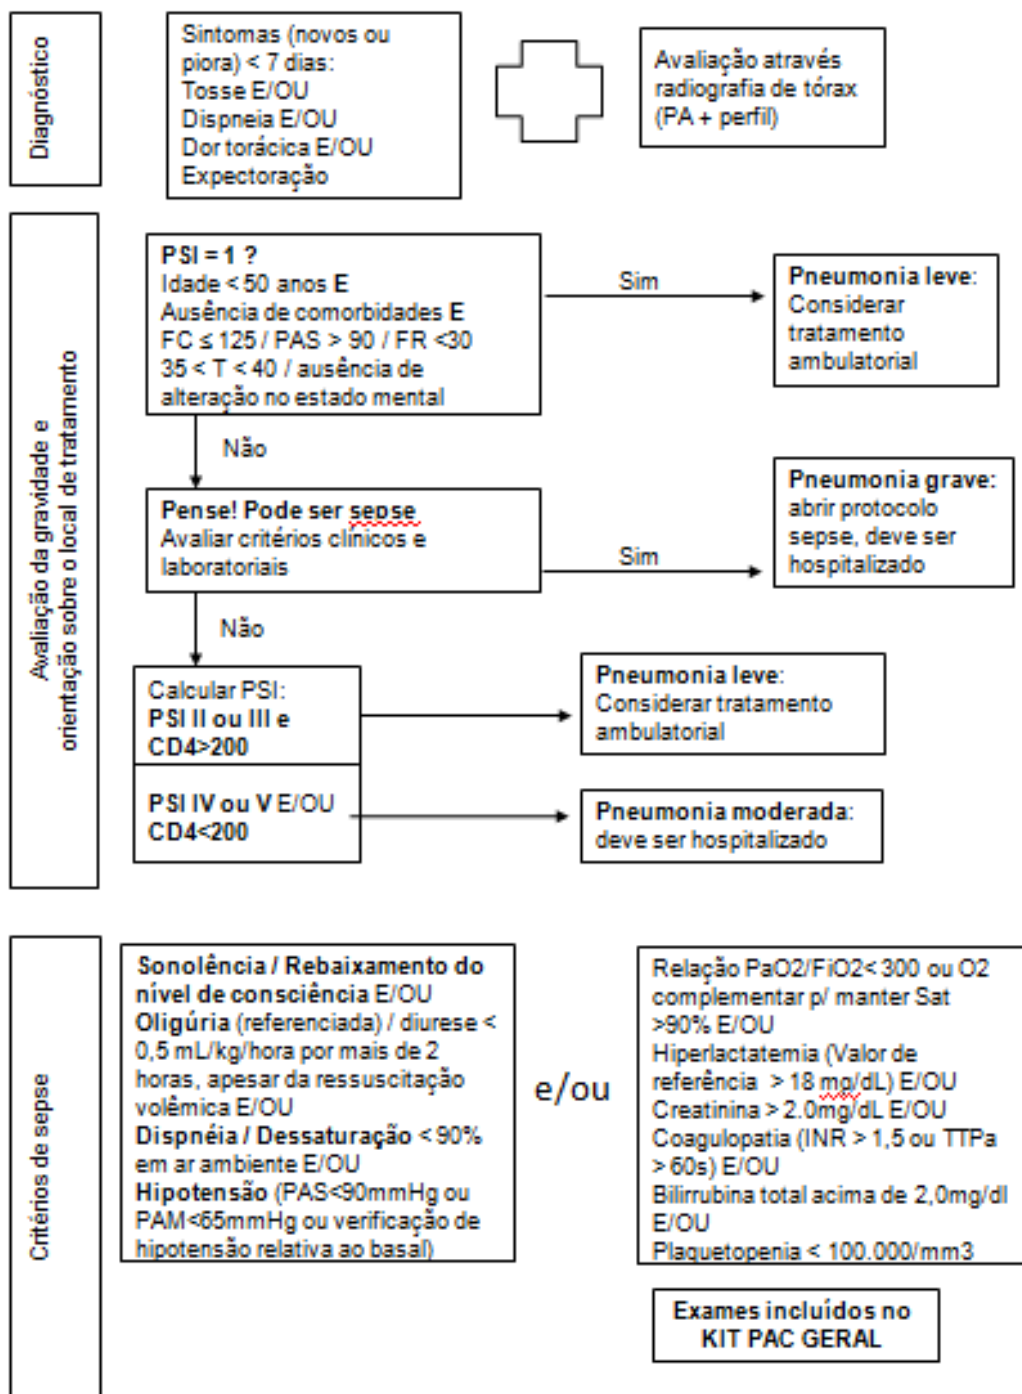 Diagnóstico
Sintomas (novos ou
piora) < 7 dias:
Tosse E/OU
Dispneia E/OU
Dor torácica E/OU
Expectoração
Avaliação através
radiografia de tórax
(PA + perfil)
Avaliação da gravidade e
orientação sobre o local de tratamento
PSI = 1 ?
Idade < 50 anos E
Ausência de comorbidades E
FC ≤ 125 / PAS > 90 / FR <30
35 < T < 40 / ausência de
alteração no estado mental
Sim
Pneumonia leve:
Considerar
tratamento
ambulatorial
Não
Pense! Pode ser sepse
Avaliar critérios clínicos e
laboratoriais
Sim
Pneumonia grave:
abrir protocolo
sepse, deve ser
hospitalizado
Não
Calcular PSI:
PSI II ou III e
CD4>200
Pneumonia leve:
Considerar tratamento
ambulatorial
PSI IV ou V E/OU
CD4<200
Pneumonia moderada:
deve ser hospitalizado
Critérios de sepse
Sonolência / Rebaixamento do
nível de consciência E/OU
Oligúria (referenciada) / diurese <
0,5 mL/kg/hora por mais de 2
horas, apesar da ressuscitação
volêmica E/OU
Dispnéia / Dessaturação < 90%
em ar ambiente E/OU
Hipotensão (PAS<90mmHg ou
PAM<65mmHg ou verificação de
hipotensão relativa ao basal)
e/ou
Relação PaO2/FiO2< 300 ou O2
complementar p/ manter Sat
>90% E/OU
Hiperlactatemia (Valor de
referência > 18 mg/dL) E/OU
Creatinina > 2.0mg/dL E/OU
Coagulopatia (INR > 1,5 ou TTPa
> 60s) E/OU
Bilirrubina total acima de 2,0mg/dl
E/OU
Plaquetopenia < 100.000/mm3
Exames incluídos no
KIT PAC GERAL